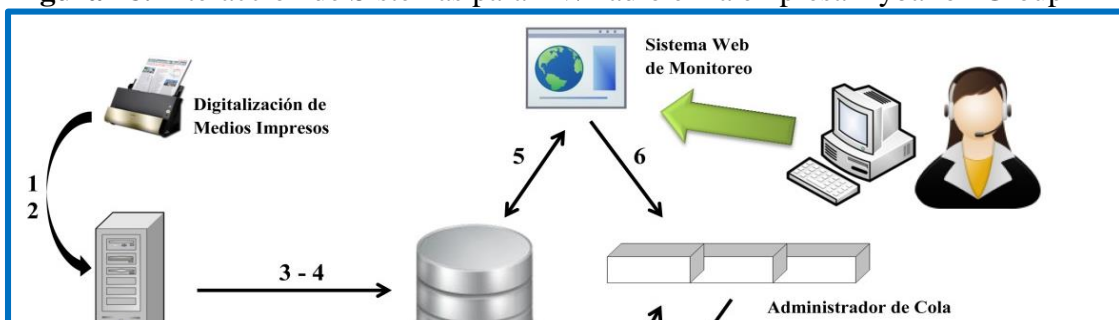 Sistema Web
de Monitoreo
Digitalización de
Medios Impresos
5
6
1
2
3 - 4
Administrador de Cola